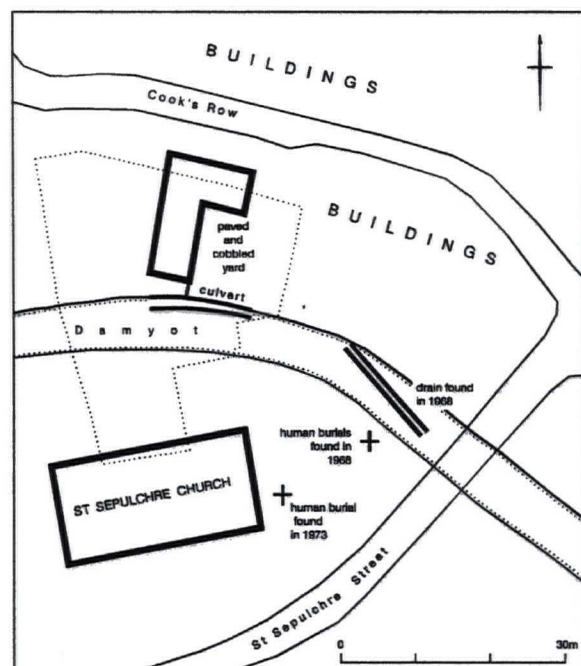 BUILDINGS
Cook's Row
BUILDINGS
paved
and
cobbled
yard
culvert
Damyot
drain found
in 1968
human burials
found in
1968
ST SEPULCHRE CHURCH
human burial
found
in 1973
St Sepulchre Street
0 30m